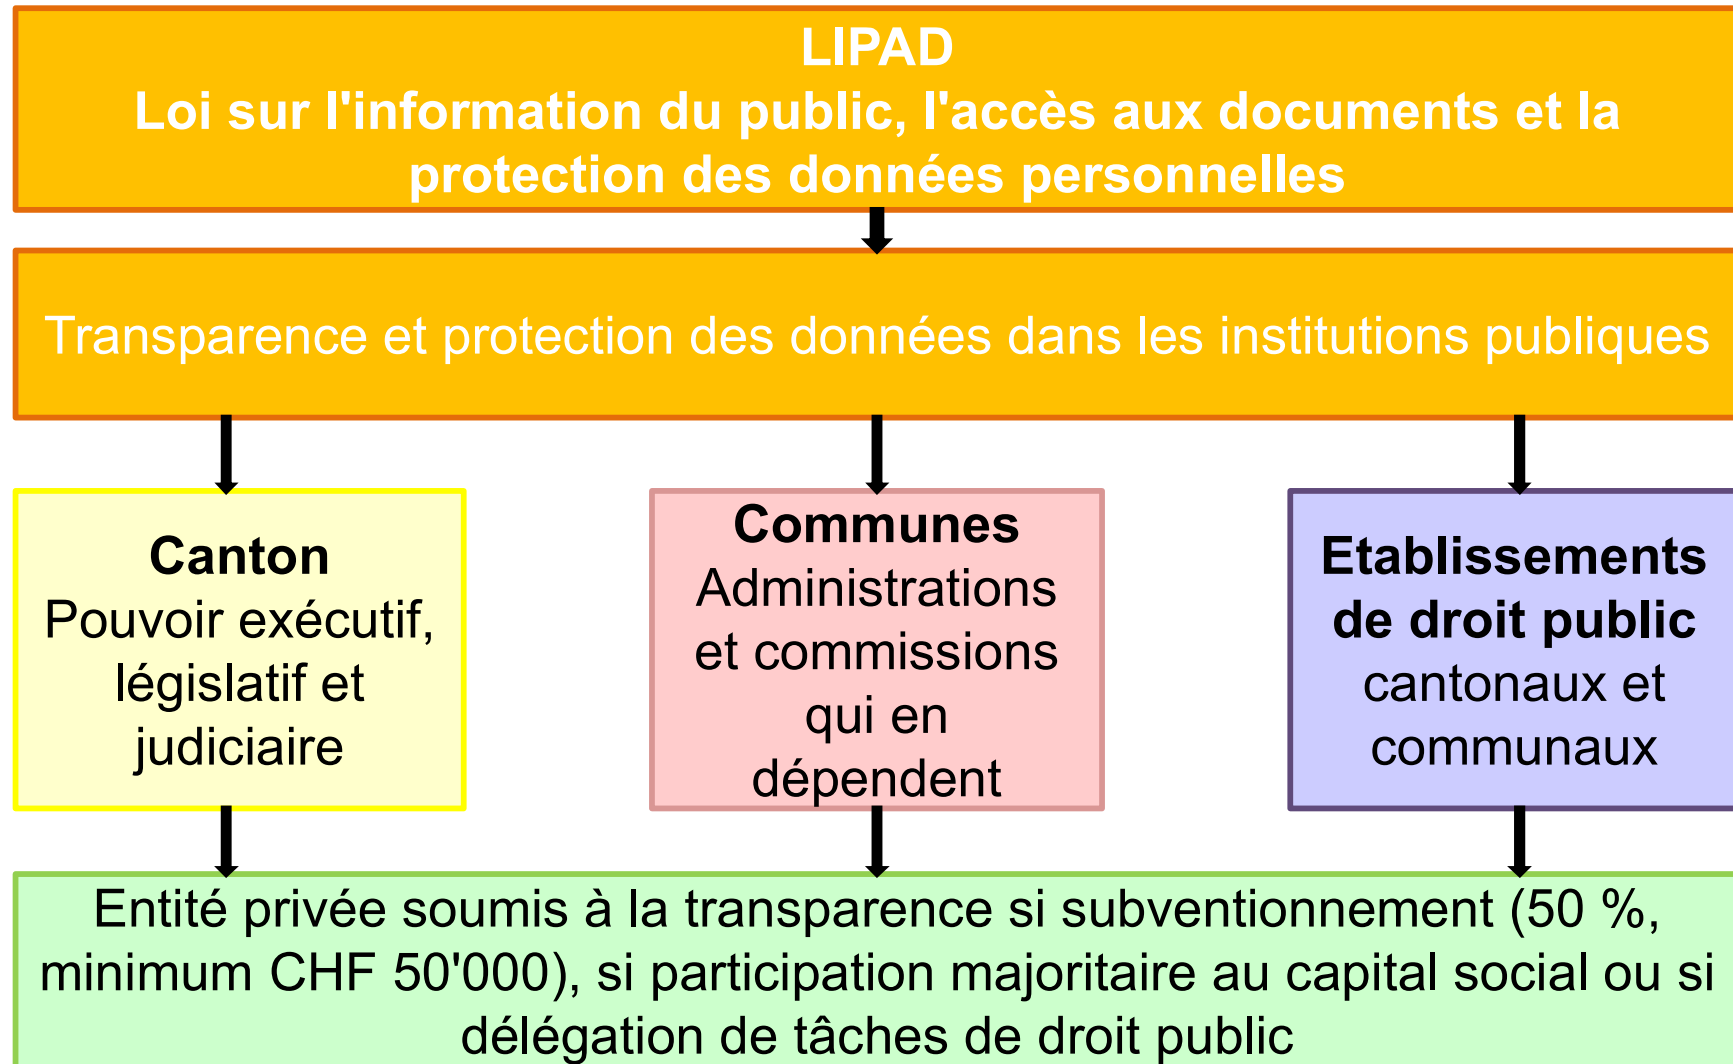 LIPAD
Loi sur l'information du public, l'accès aux documents et la
protection des données personnelles
Transparence et protection des données dans les institutions publiques
Canton
Pouvoir exécutif,
législatif et
judiciaire
Communes
Administrations
et commissions
qui en
dépendent
Etablissements
de droit public
cantonaux et
communaux
Entité privée soumis à la transparence si subventionnement (50 %,
minimum CHF 50'000), si participation majoritaire au capital social ou si
délégation de tâches de droit public